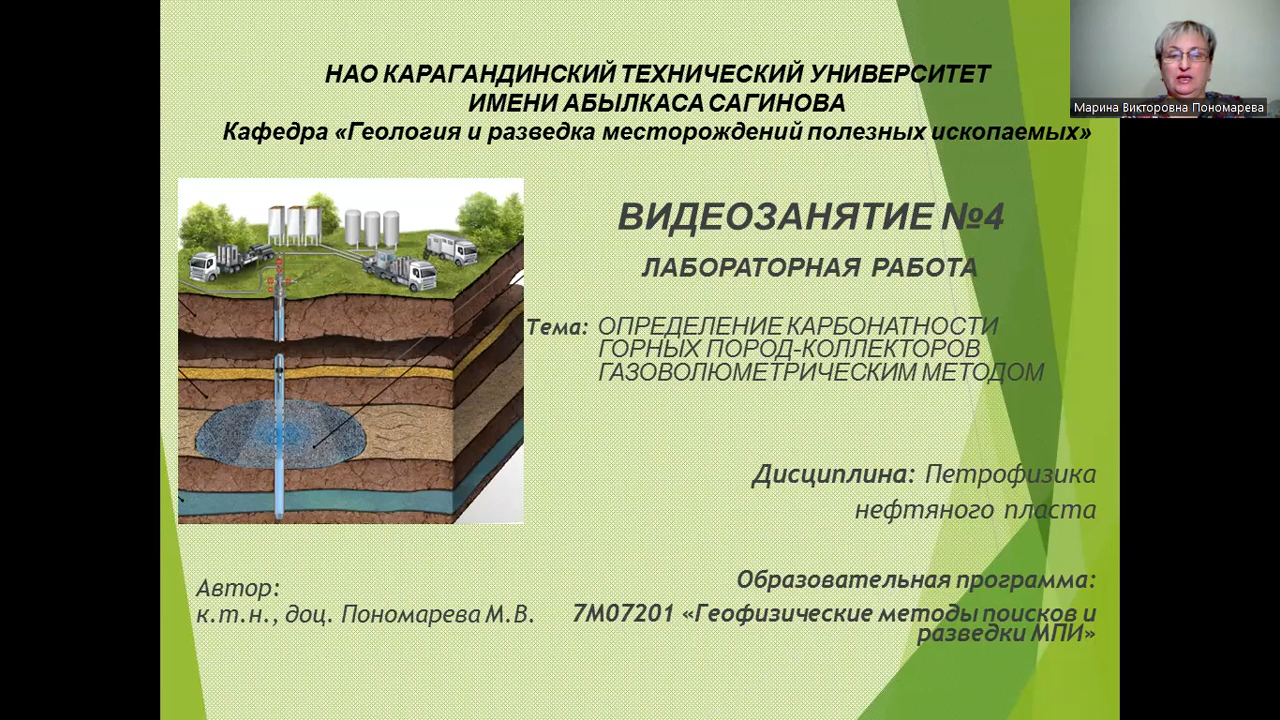 НАО КАРАГАНДИНСКИЙ ТЕХНИЧЕСКИЙ УНИВЕРСИТЕТ
ИМЕНИ АБЫЛКАСА САГИНОВА
Кафедра «Геология и разведка месторождений полезных ископаемых»
Марина Викторовна Пономарева
ВИДЕОЗАНЯТИЕ №4
ЛАБОРАТОРНАЯ РАБОТА
Тема: ОПРЕДЕЛЕНИЕ КАРБОНАТНОСТИ
ГОРНЫХ ПОРОД-КОЛЛЕКТОРОВ
ГАЗОВОЛЮМЕТРИЧЕСКИМ МЕТОДОМ
Дисциплина: Петрофизика
нефтяного пласта
Автор:
к.т.н., доц. Пономарева М.В.
Образовательная программа:
7М07201 «Геофизические методы поисков и
разведки МПИ»